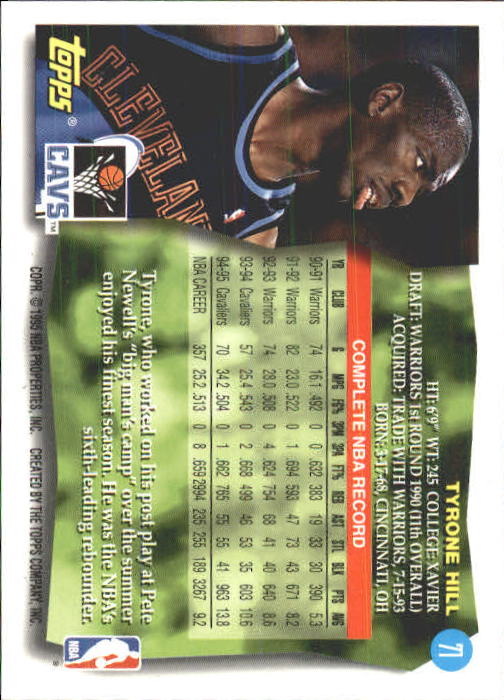 71
TYRONE HILL
HT: 6'9" WT: 245 COLLEGE: XAVIER
DRAFT: WARRIORS 1st ROUND 1990 (11th OVERALL)
ACQUIRED: TRADE WITH WARRIORS, 7-15-93
BORN: 3-17-68, CINCINNATI, OH
COMPLETE NBA RECORD
YR CLUB G MPG FG% 3PM 3PA FT% REB AST STL BLK PTS AVG
90-91 Warriors 74 16.1 .492 0 0 .632 383 19 33 30 390 5.3
91-92 Warriors 82 23.0 .522 0 1 .694 593 47 73 43 671 8.2
92-93 Warriors 74 28.0 .508 0 4 .624 754 68 41 40 640 8.6
93-94 Cavaliers 57 25.4 .543 0 2 .668 499 46 53 35 603 10.6
94-95 Cavaliers 70 34.2 .504 0 1 .662 765 55 55 41 963 13.8
NBA CAREER 357 25.2 .513 0 8 .659 2994 235 255 189 3267 9.2
Tyrone, who worked on his post play at Pete
Newell's "big man's camp" over the summer
enjoyed his finest season. He was the NBA's
sixth-leading rebounder.
CLEVELAN
topps®
CAVS™
NBA
®
COPR. © 1995 NBA PROPERTIES, INC. CREATED BY THE TOPPS COMPANY, INC.